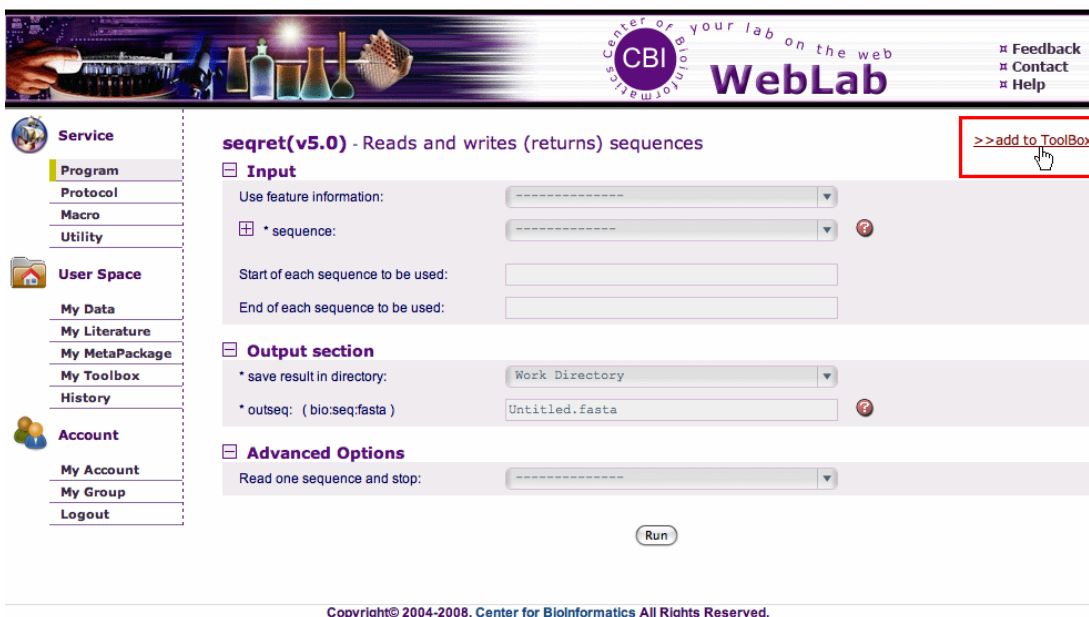 Center of Bioinformatics
CBI
your lab on the web
WebLab
¤ Feedback
¤ Contact
¤ Help
Service
Program
Protocol
Macro
Utility
User Space
My Data
My Literature
My MetaPackage
My Toolbox
History
Account
My Account
My Group
Logout
seqret(v5.0) - Reads and writes (returns) sequences
>>add to ToolBox
Input
Use feature information:
--------------
* sequence:
-------------
Start of each sequence to be used:
End of each sequence to be used:
Output section
* save result in directory:
Work Directory
* outseq: ( bio:seq:fasta )
Untitled.fasta
Advanced Options
Read one sequence and stop:
--------------
Run
Copyright© 2004-2008, Center for BioInformatics All Rights Reserved.